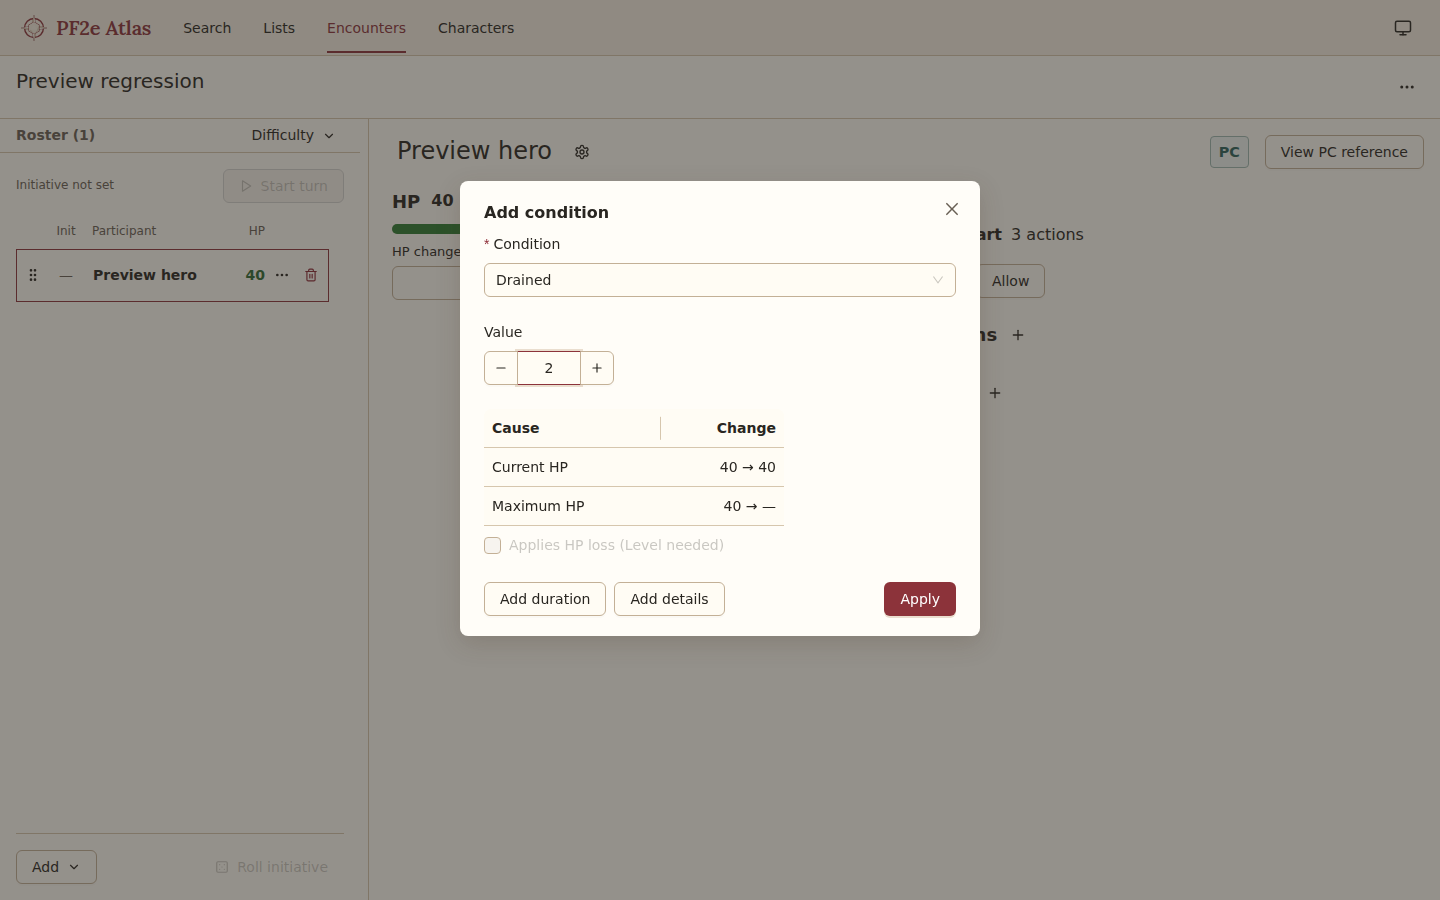 PF2e Atlas Search Lists Encounters Characters
Preview regression
Roster (1) Difficulty
Initiative not set Start turn
Init Participant HP
— Preview hero 40
Add Roll initiative
Preview hero PC View PC reference
HP 40
HP change
art 3 actions
Allow
ns
Add condition
* Condition
Drained
Value
2
Cause Change
Current HP 40 → 40
Maximum HP 40 → —
Applies HP loss (Level needed)
Add duration Add details Apply